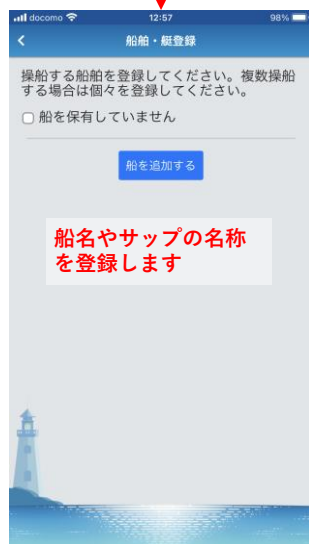 docomo 12:57 98%
船舶・艇登録
操船する船舶を登録してください。複数操船
する場合は個々を登録してください。
船を保有していません
船を追加する
船名やサップの名称
を登録します